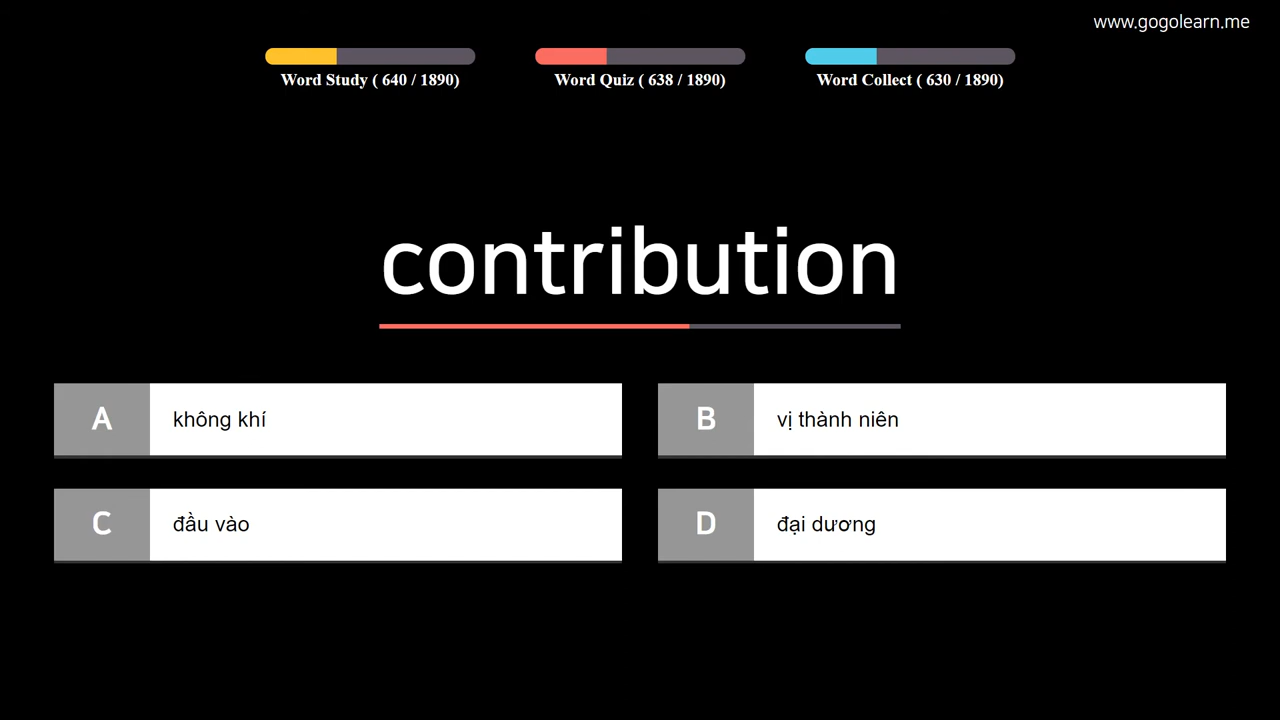 www.gogolearn.me
Word Study ( 640 / 1890)
Word Quiz ( 638 / 1890)
Word Collect ( 630 / 1890)
contribution
A không khí
B vị thành niên
C đầu vào
D đại dương